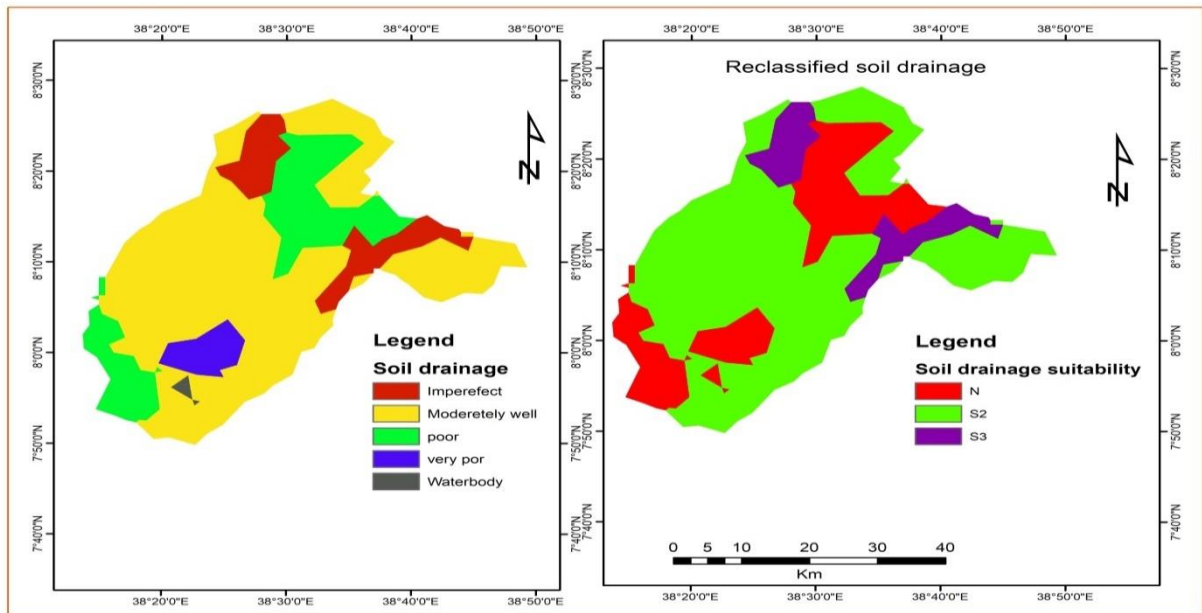 38°20'0"E 38°30'0"E 38°40'0"E 38°50'0"E
8°30'0"N
8°20'0"N
8°10'0"N
8°0'0"N
7°50'0"N
7°40'0"N
N
Legend
Soil drainage
Imperefect
Moderetely well
poor
very por
Waterbody
8°30'0"N
8°20'0"N
8°10'0"N
8°0'0"N
7°50'0"N
7°40'0"N
38°20'0"E 38°30'0"E 38°40'0"E 38°50'0"E
38°20'0"E 38°30'0"E 38°40'0"E 38°50'0"E
Reclassified soil drainage
8°30'0"N
8°20'0"N
8°10'0"N
8°0'0"N
7°50'0"N
7°40'0"N
N
Legend
Soil drainage suitability
N
S2
S3
0 5 10 20 30 40
Km
38°20'0"E 38°30'0"E 38°40'0"E 38°50'0"E